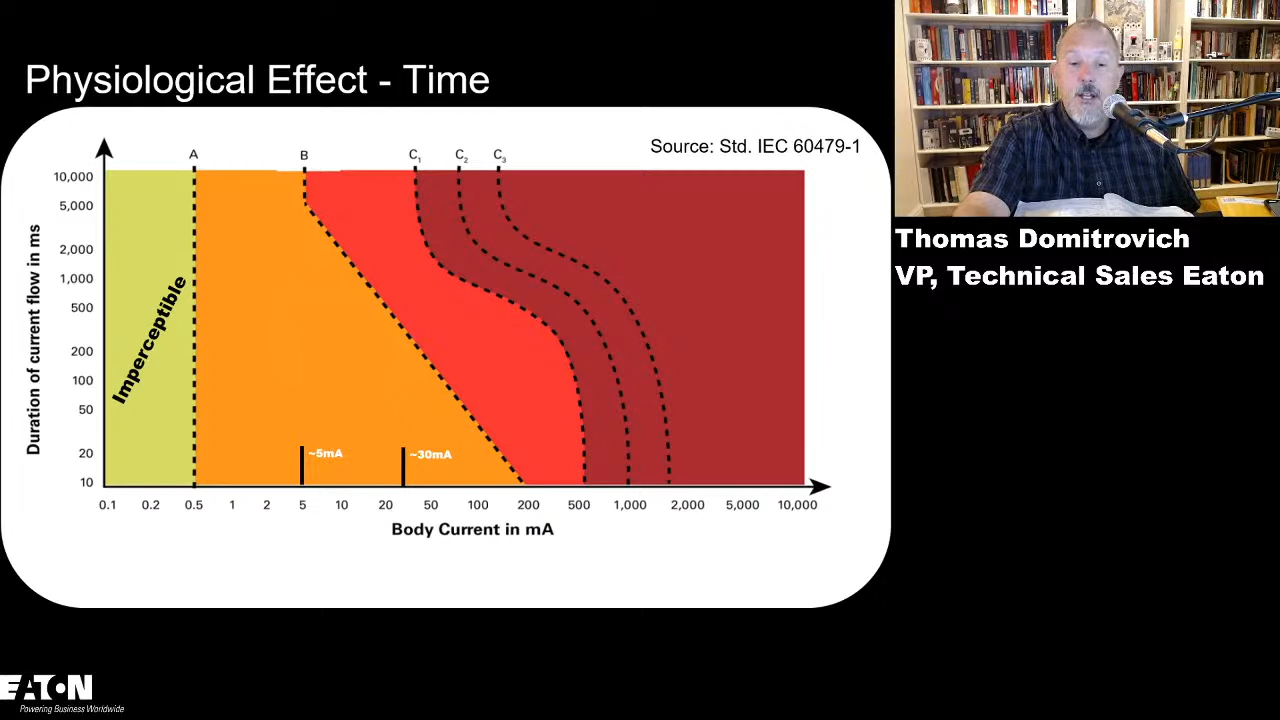 Physiological Effect - Time
Source: Std. IEC 60479-1
A B C₁ C₂ C₃
Duration of current flow in ms
10,000
5,000
2,000
1,000
500
200
100
50
20
10
Imperceptible
~5mA ~30mA
0.1 0.2 0.5 1 2 5 10 20 50 100 200 500 1,000 2,000 5,000 10,000
Body Current in mA
Thomas Domitrovich
VP, Technical Sales Eaton
EATON
Powering Business Worldwide